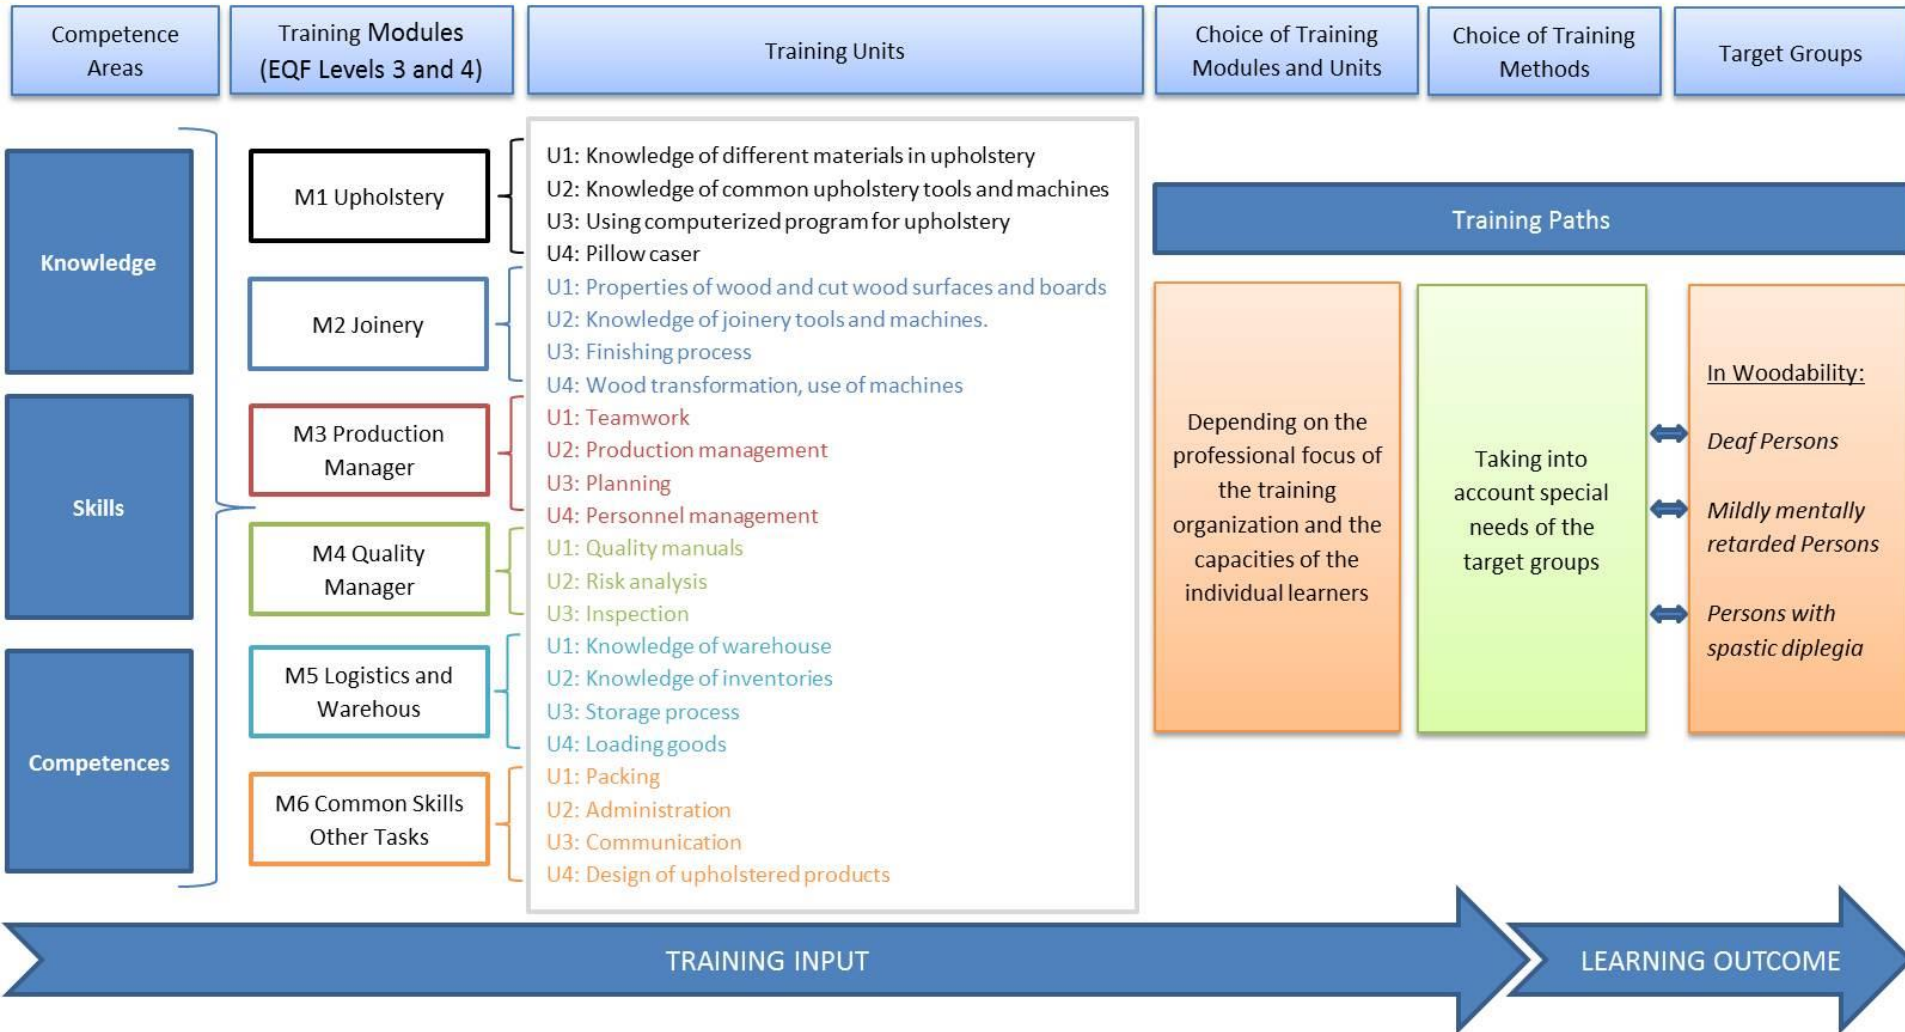 Competence
Areas
Training Modules
(EQF Levels 3 and 4)
Training Units
Choice of Training
Modules and Units
Choice of Training
Methods
Target Groups
Knowledge
Skills
Competences
M1 Upholstery
M2 Joinery
M3 Production
Manager
M4 Quality
Manager
M5 Logistics and
Warehous
M6 Common Skills
Other Tasks
U1: Knowledge of different materials in upholstery
U2: Knowledge of common upholstery tools and machines
U3: Using computerized program for upholstery
U4: Pillow caser
U1: Properties of wood and cut wood surfaces and boards
U2: Knowledge of joinery tools and machines.
U3: Finishing process
U4: Wood transformation, use of machines
U1: Teamwork
U2: Production management
U3: Planning
U4: Personnel management
U1: Quality manuals
U2: Risk analysis
U3: Inspection
U1: Knowledge of warehouse
U2: Knowledge of inventories
U3: Storage process
U4: Loading goods
U1: Packing
U2: Administration
U3: Communication
U4: Design of upholstered products
Training Paths
Depending on the
professional focus of
the training
organization and the
capacities of the
individual learners
Taking into
account special
needs of the
target groups
In Woodability:
Deaf Persons
Mildly mentally
retarded Persons
Persons with
spastic diplegia
TRAINING INPUT
LEARNING OUTCOME